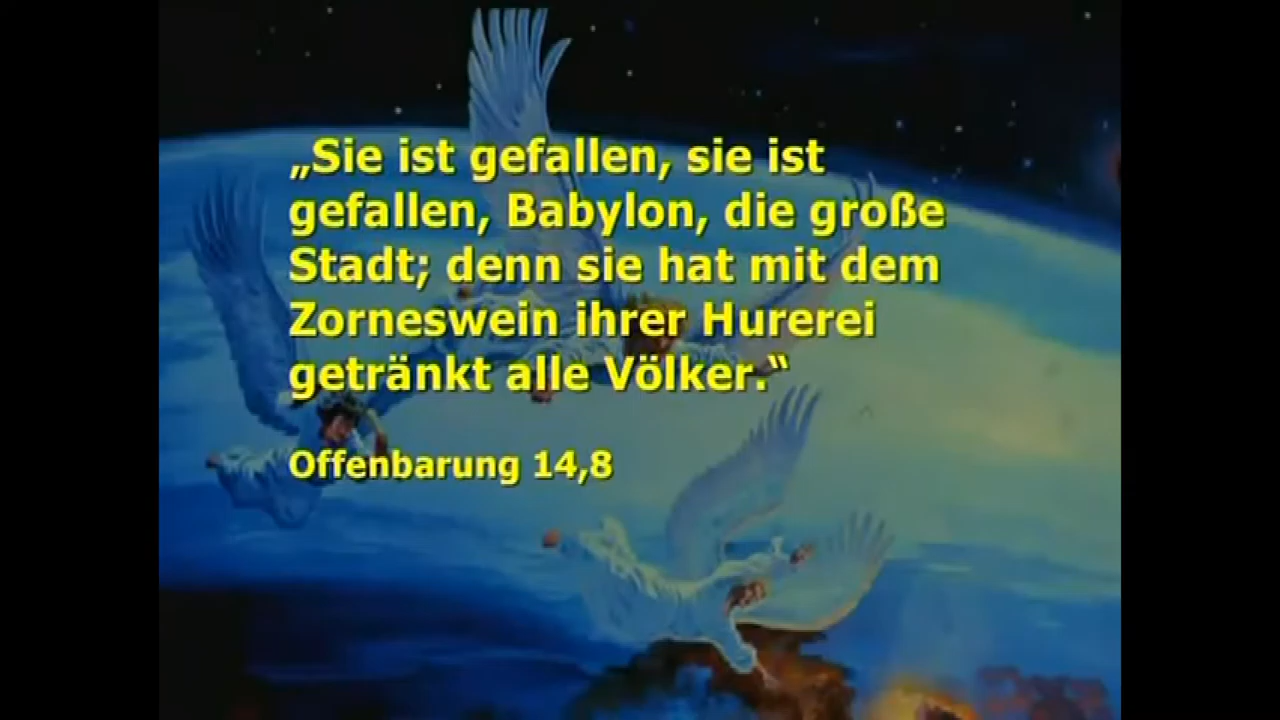 „Sie ist gefallen, sie ist
gefallen, Babylon, die große
Stadt; denn sie hat mit dem
Zorneswein ihrer Hurerei
getränkt alle Völker.“
Offenbarung 14,8